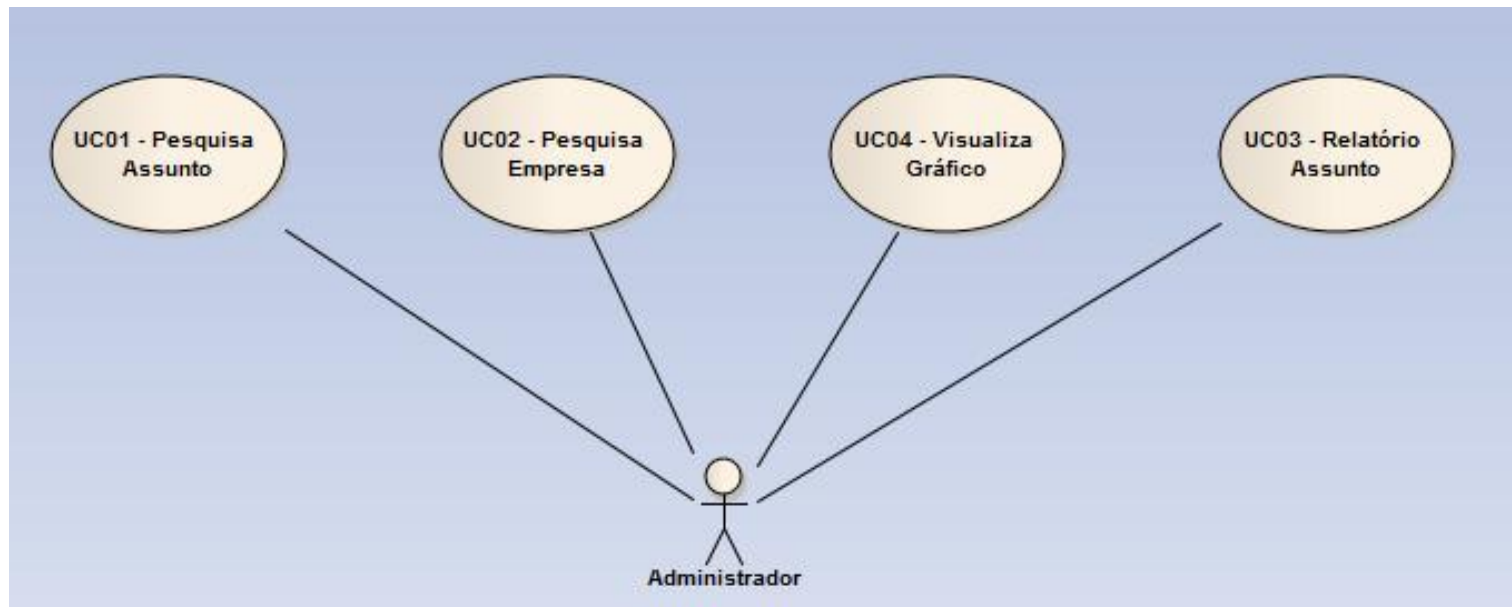 UC01 - Pesquisa
Assunto
UC02 - Pesquisa
Empresa
UC04 - Visualiza
Gráfico
UC03 - Relatório
Assunto
Administrador